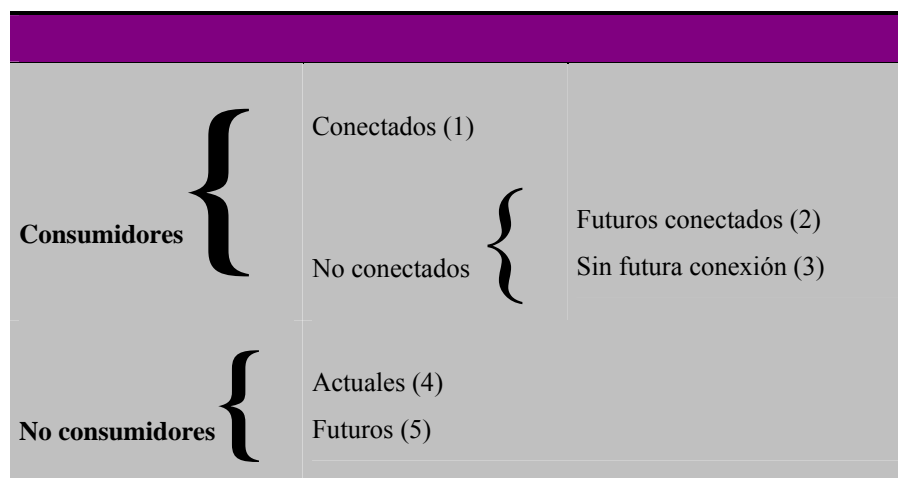 Conectados (1)
Consumidores
Futuros conectados (2)
No conectados
Sin futura conexión (3)
Actuales (4)
No consumidores
Futuros (5)